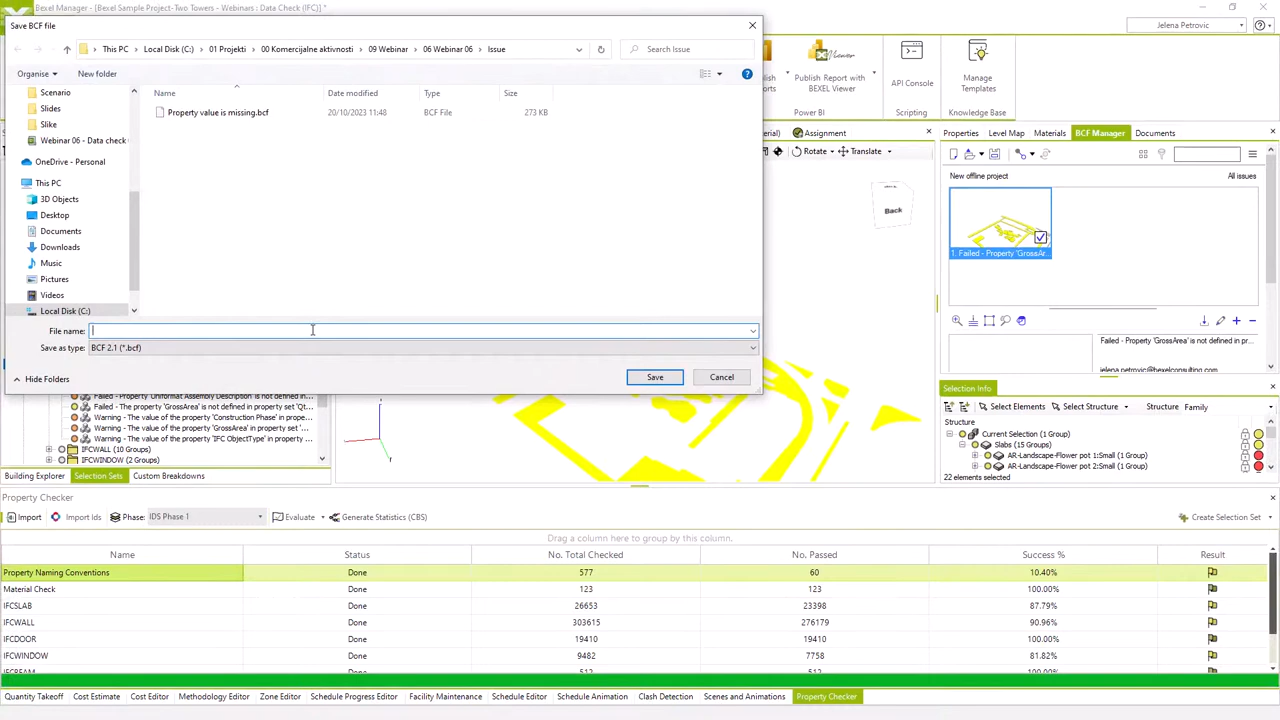 Bexel Manager - Bexel Sample Project-Two Towers - Webinars : Data Check (IFC) *
Save BCF file
Jelena Petrovic
This PC > Local Disk (C:) > 01 Projekti > 00 Komercijalne aktivnosti > 09 Webinar > 06 Webinar 06 > Issue
Search Issue
Organise
New folder
Publish Report with
BEXEL Viewer
API Console
Manage
Templates
Power BI
Scripting
Knowledge Base
Scenario
Slides
Slike
Webinar 06 - Data check
OneDrive - Personal
This PC
3D Objects
Desktop
Documents
Downloads
Music
Pictures
Videos
Local Disk (C:)
Name
Date modified
Type
Size
Property value is missing.bcf
20/10/2023 11:48
BCF File
273 KB
File name:
Save as type: BCF 2.1 (*.bcf)
Hide Folders
Save
Cancel
Assignment
Rotate
Translate
Back
Properties
Level Map
Materials
BCF Manager
Documents
New offline project
All issues
1. Failed - Property 'GrossAr...
Failed - Property 'GrossArea' is not defined in pr...
jelena.petrovic@bexelconsulting.com
Selection Info
Select Elements
Select Structure
Structure Family
Structure
Current Selection (1 Group)
Slabs (15 Groups)
AR-Landscape-Flower pot 1:Small (1 Group)
AR-Landscape-Flower pot 2:Small (1 Group)
22 elements selected
Failed - Property 'Uniformat Assembly Description' is not defined in
Failed - The property 'GrossArea' is not defined in property set 'Qt...
Warning - The value of the property 'Construction Phase' in property ...
Warning - The value of the property 'GrossArea' in property set ...
Warning - The value of the property 'IFC ObjectType' in property ...
IFCWALL (10 Groups)
IFCWINDOW (2 Groups)
Building Explorer
Selection Sets
Custom Breakdowns
Property Checker
Import
Import Ids
Phase: IDS Phase 1
Evaluate
Generate Statistics (CBS)
Create Selection Set
Drag a column here to group by this column.
Name Status No. Total Checked No. Passed Success % Result
Property Naming Conventions Done 577 60 10.40%
Material Check Done 123 123 100.00%
IFCSLAB Done 26653 23398 87.79%
IFCWALL Done 303615 276179 90.96%
IFCDOOR Done 19410 19410 100.00%
IFCWINDOW Done 9482 7758 81.82%
IFCBEAM Done 513 513 100.00%
Quantity Takeoff
Cost Estimate
Cost Editor
Methodology Editor
Zone Editor
Schedule Progress Editor
Facility Maintenance
Schedule Editor
Schedule Animation
Clash Detection
Scenes and Animations
Property Checker